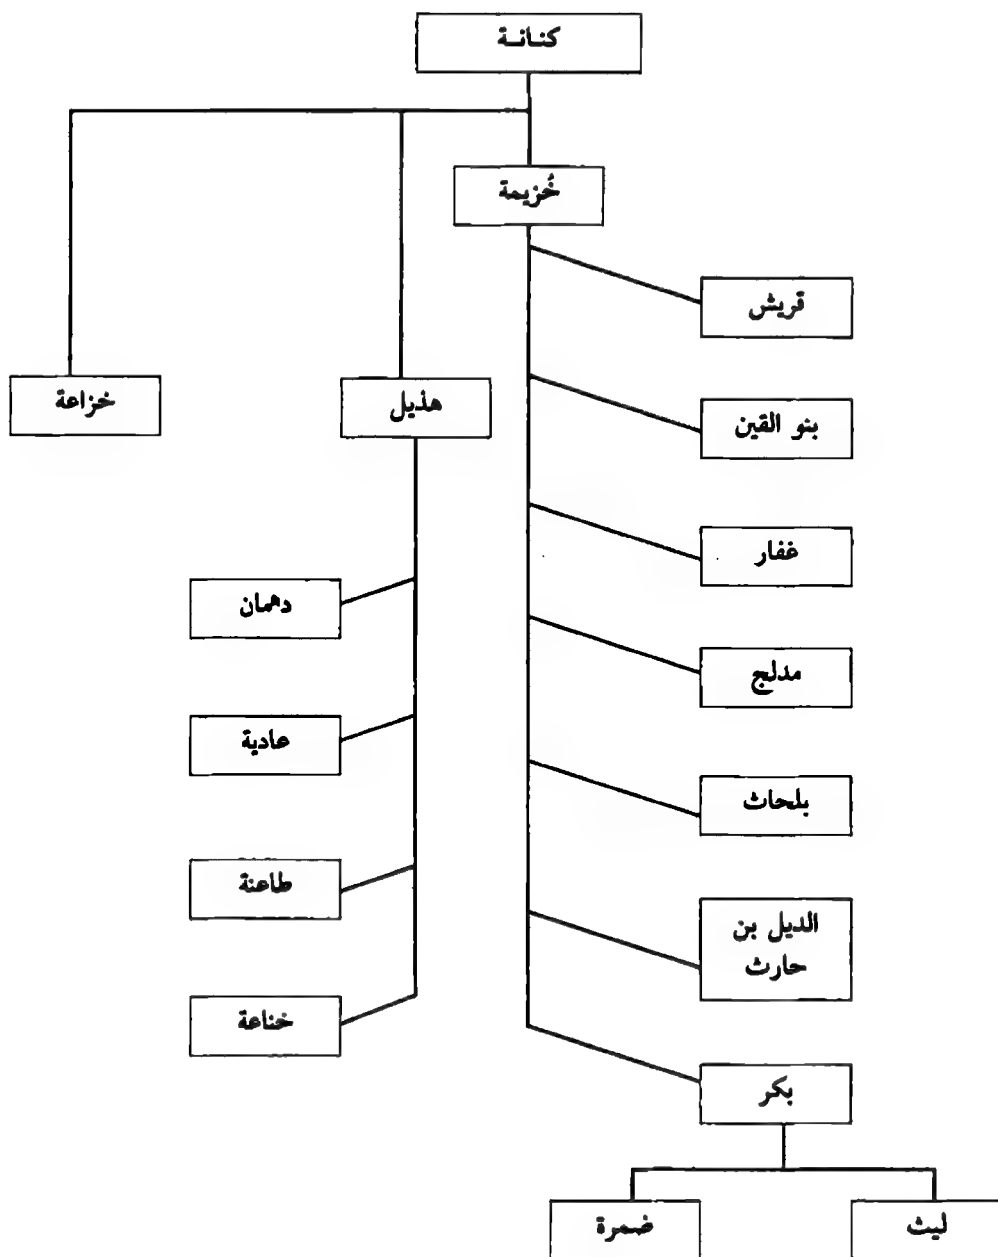 كنانة
خُزيمة
قريش
خزاعة
هذيل
بنو القين
غفار
دهمان
مدلج
عادية
بلحاث
طاعنة
الديل بن
حارث
خناعة
بكر
ليث
ضمرة